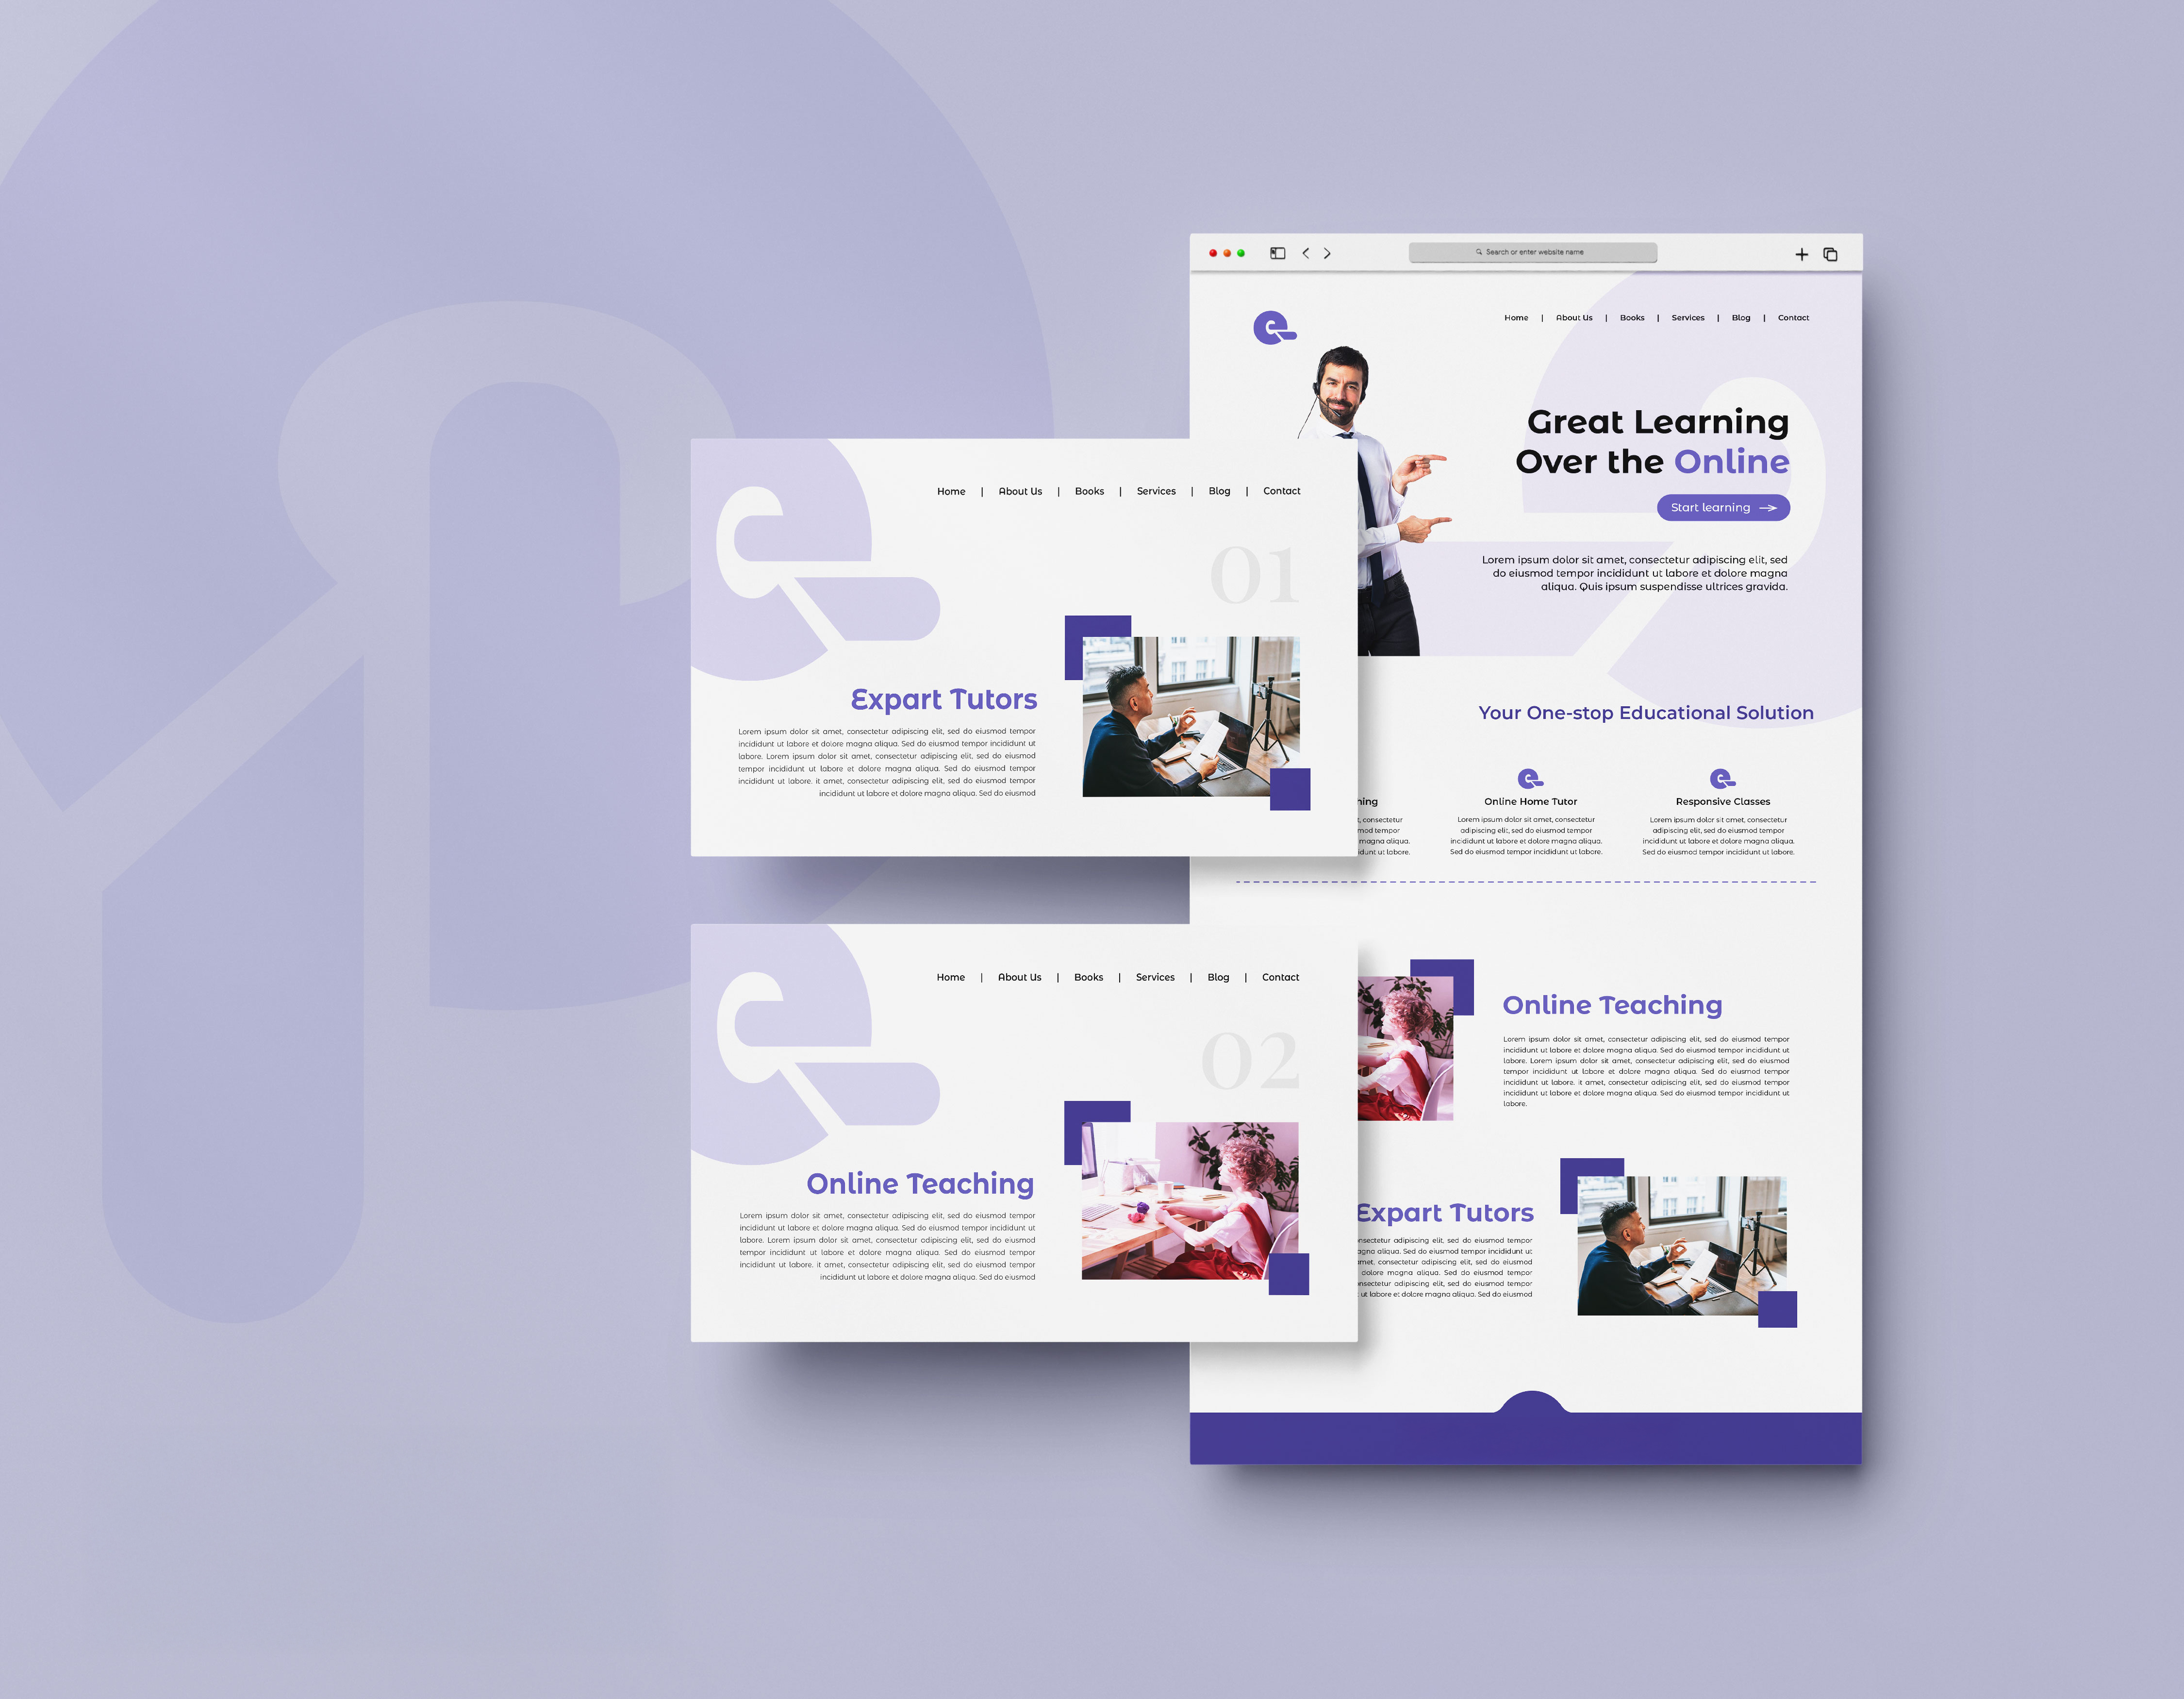 Search or enter website name
Home | About Us | Books | Services | Blog | Contact
Great Learning
Over the Online
Start learning
Lorem ipsum dolor sit amet, consectetur adipiscing elit, sed
do eiusmod tempor incididunt ut labore et dolore magna
aliqua. Quis ipsum suspendisse ultrices gravida.
Your One-stop Educational Solution
hing
t, consectetur
mod tempor
magna aliqua.
idunt ut labore.
Online Home Tutor
Lorem ipsum dolor sit amet, consectetur
adipiscing elit, sed do eiusmod tempor
incididunt ut labore et dolore magna aliqua.
Sed do eiusmod tempor incididunt ut labore.
Responsive Classes
Lorem ipsum dolor sit amet, consectetur
adipiscing elit, sed do eiusmod tempor
incididunt ut labore et dolore magna aliqua.
Sed do eiusmod tempor incididunt ut labore.
Online Teaching
Lorem ipsum dolor sit amet, consectetur adipiscing elit, sed do eiusmod tempor
incididunt ut labore et dolore magna aliqua. Sed do eiusmod tempor incididunt ut
labore. Lorem ipsum dolor sit amet, consectetur adipiscing elit, sed do eiusmod
tempor incididunt ut labore et dolore magna aliqua. Sed do eiusmod tempor
incididunt ut labore. it amet, consectetur adipiscing elit, sed do eiusmod tempor
incididunt ut labore et dolore magna aliqua. Sed do eiusmod tempor incididunt ut
labore.
Expart Tutors
nsectetur adipiscing elit, sed do eiusmod tempor
agna aliqua. Sed do eiusmod tempor incididunt ut
met, consectetur adipiscing elit, sed do eiusmod
dolore magna aliqua. Sed do eiusmod tempor
nsectetur adipiscing elit, sed do eiusmod tempor
ut labore et dolore magna aliqua. Sed do eiusmod
Home | About Us | Books | Services | Blog | Contact
01
Expart Tutors
Lorem ipsum dolor sit amet, consectetur adipiscing elit, sed do eiusmod tempor
incididunt ut labore et dolore magna aliqua. Sed do eiusmod tempor incididunt ut
labore. Lorem ipsum dolor sit amet, consectetur adipiscing elit, sed do eiusmod
tempor incididunt ut labore et dolore magna aliqua. Sed do eiusmod tempor
incididunt ut labore. it amet, consectetur adipiscing elit, sed do eiusmod tempor
incididunt ut labore et dolore magna aliqua. Sed do eiusmod
Home | About Us | Books | Services | Blog | Contact
02
Online Teaching
Lorem ipsum dolor sit amet, consectetur adipiscing elit, sed do eiusmod tempor
incididunt ut labore et dolore magna aliqua. Sed do eiusmod tempor incididunt ut
labore. Lorem ipsum dolor sit amet, consectetur adipiscing elit, sed do eiusmod
tempor incididunt ut labore et dolore magna aliqua. Sed do eiusmod tempor
incididunt ut labore. it amet, consectetur adipiscing elit, sed do eiusmod tempor
incididunt ut labore et dolore magna aliqua. Sed do eiusmod